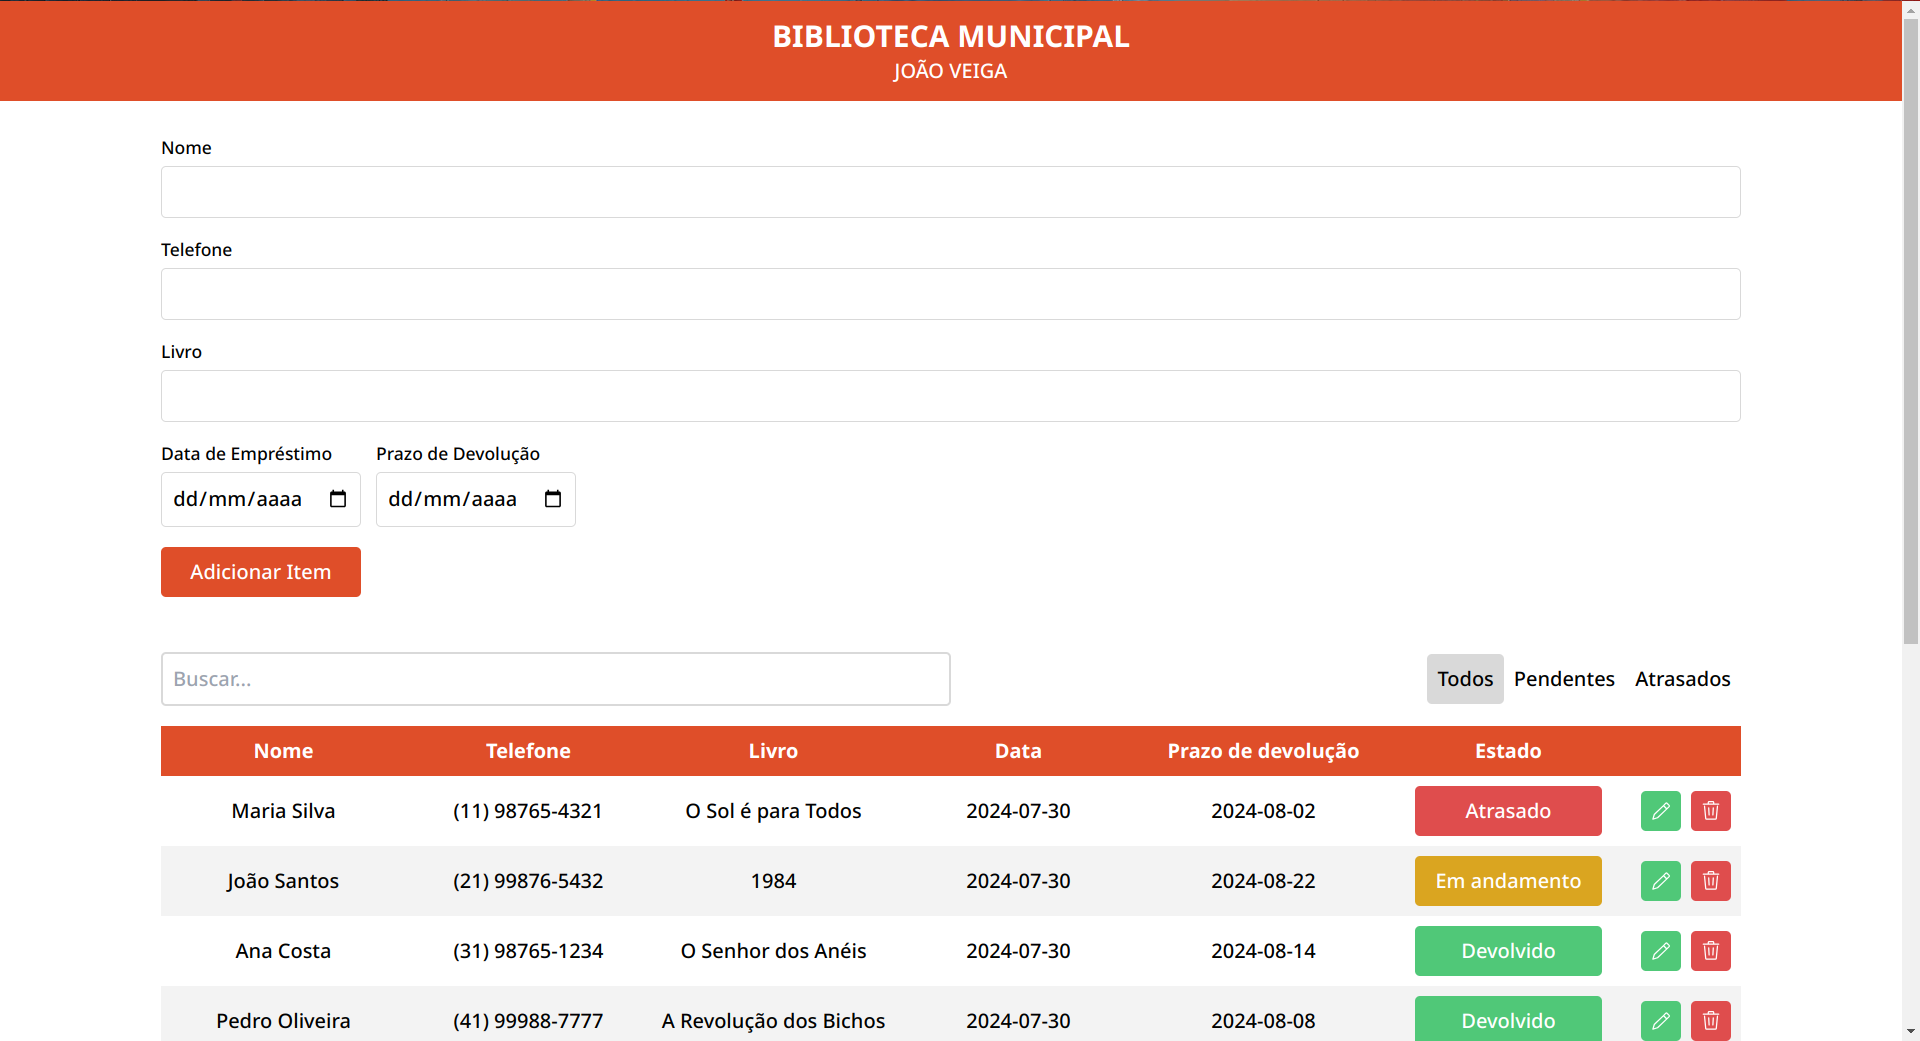 BIBLIOTECA MUNICIPAL
JOÃO VEIGA
Nome
Telefone
Livro
Data de Empréstimo Prazo de Devolução
dd/mm/aaaa dd/mm/aaaa
Adicionar Item
Buscar... Todos Pendentes Atrasados
Nome Telefone Livro Data Prazo de devolução Estado
Maria Silva (11) 98765-4321 O Sol é para Todos 2024-07-30 2024-08-02 Atrasado
João Santos (21) 99876-5432 1984 2024-07-30 2024-08-22 Em andamento
Ana Costa (31) 98765-1234 O Senhor dos Anéis 2024-07-30 2024-08-14 Devolvido
Pedro Oliveira (41) 99988-7777 A Revolução dos Bichos 2024-07-30 2024-08-08 Devolvido